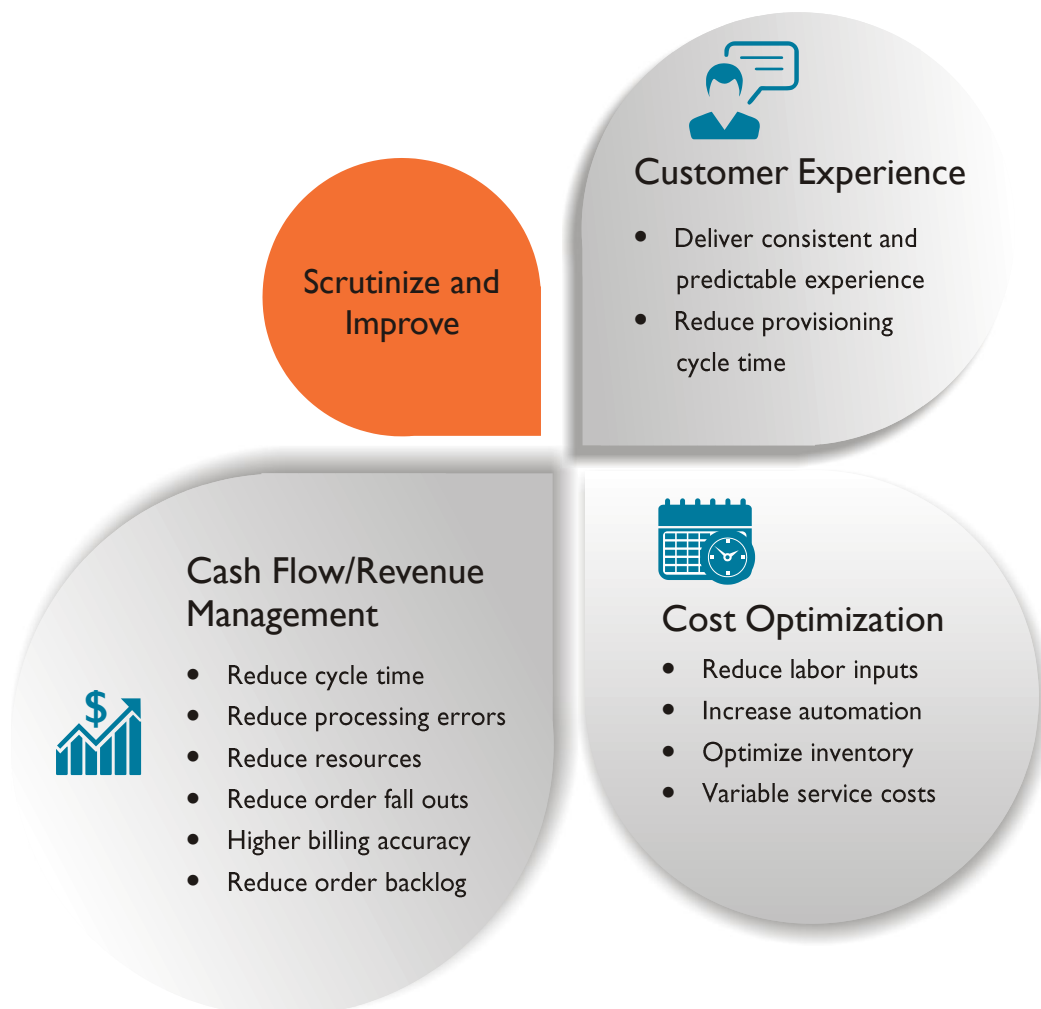 Scrutinize and
Improve
Customer Experience
• Deliver consistent and
predictable experience
• Reduce provisioning
cycle time
$
Cash Flow/Revenue
Management
• Reduce cycle time
• Reduce processing errors
• Reduce resources
• Reduce order fall outs
• Higher billing accuracy
• Reduce order backlog
Cost Optimization
• Reduce labor inputs
• Increase automation
• Optimize inventory
• Variable service costs